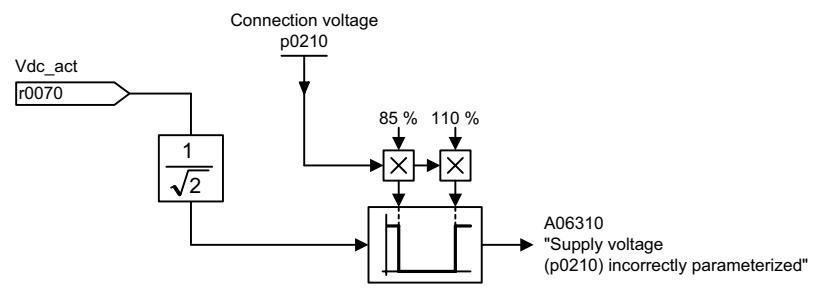 Connection voltage
p0210
Vdc_act
r0070
85 % 110 %
1
√2
A06310
"Supply voltage
(p0210) incorrectly parameterized"